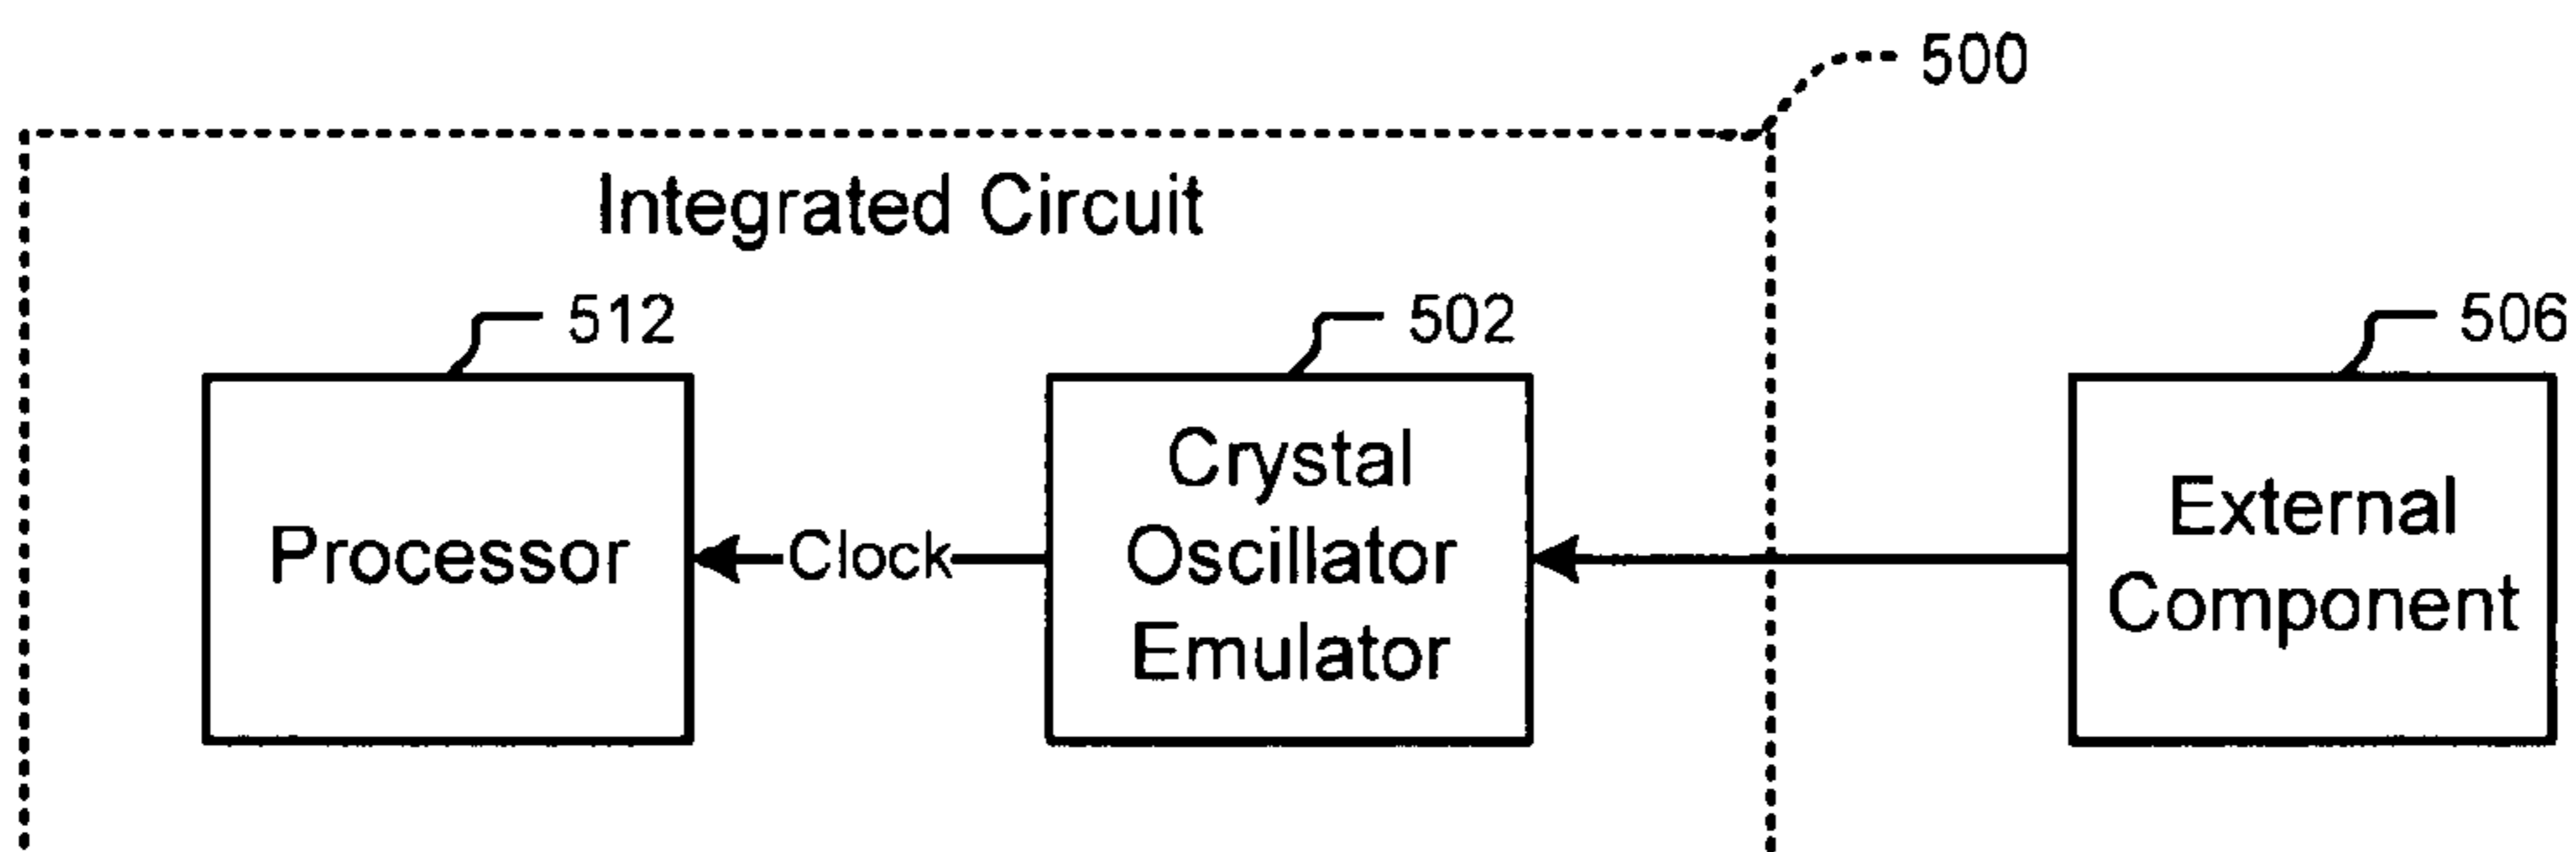 500
Integrated Circuit
512
502
506
Processor
Clock
Crystal
Oscillator
Emulator
External
Component